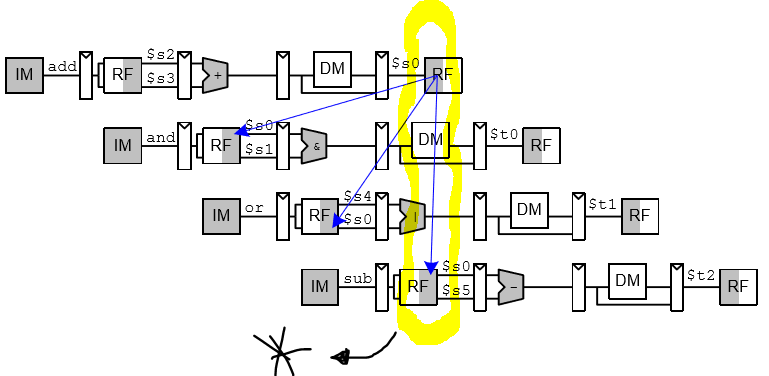 $s2
IM add RF + DM $s0 RF
$s3
$s0
IM and RF & DM $t0 RF
$s1
$s4
IM or RF | DM $t1 RF
$s0
$s0
IM sub RF - DM $t2 RF
$s5